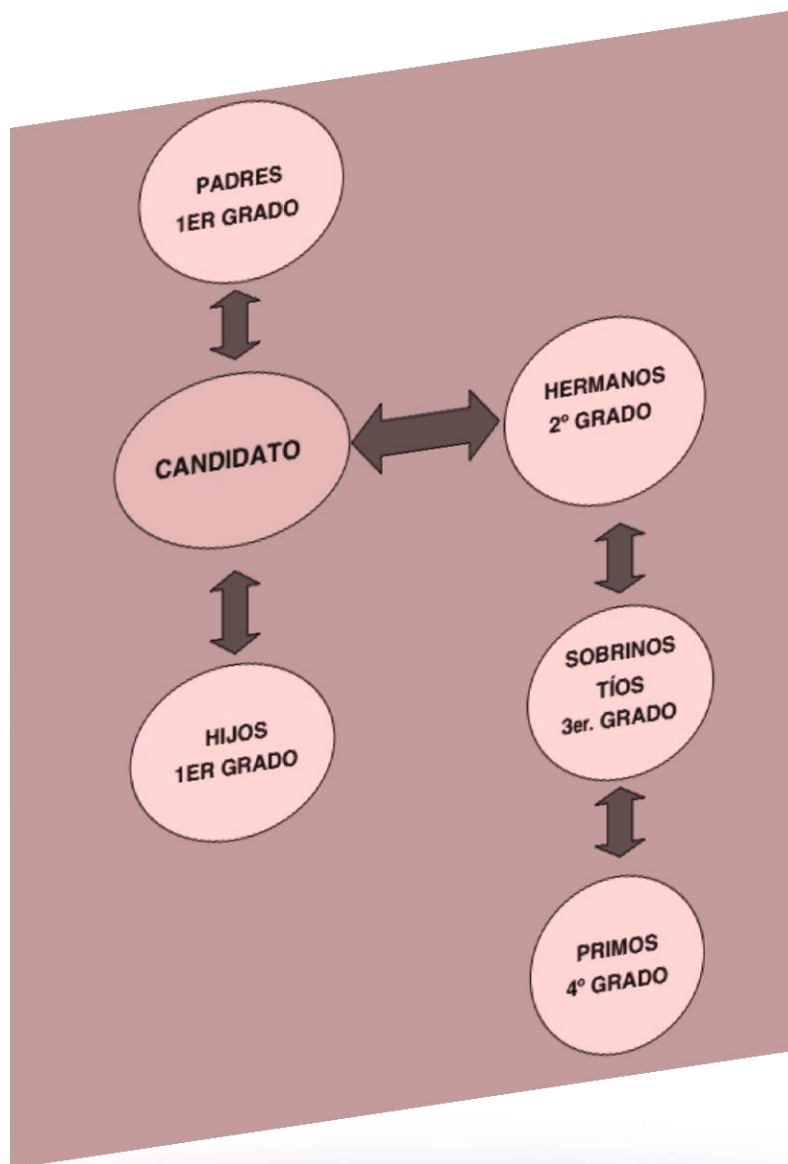 PADRES
1ER GRADO
CANDIDATO
HERMANOS
2º GRADO
HIJOS
1ER GRADO
SOBRINOS
TÍOS
3er. GRADO
PRIMOS
4º GRADO